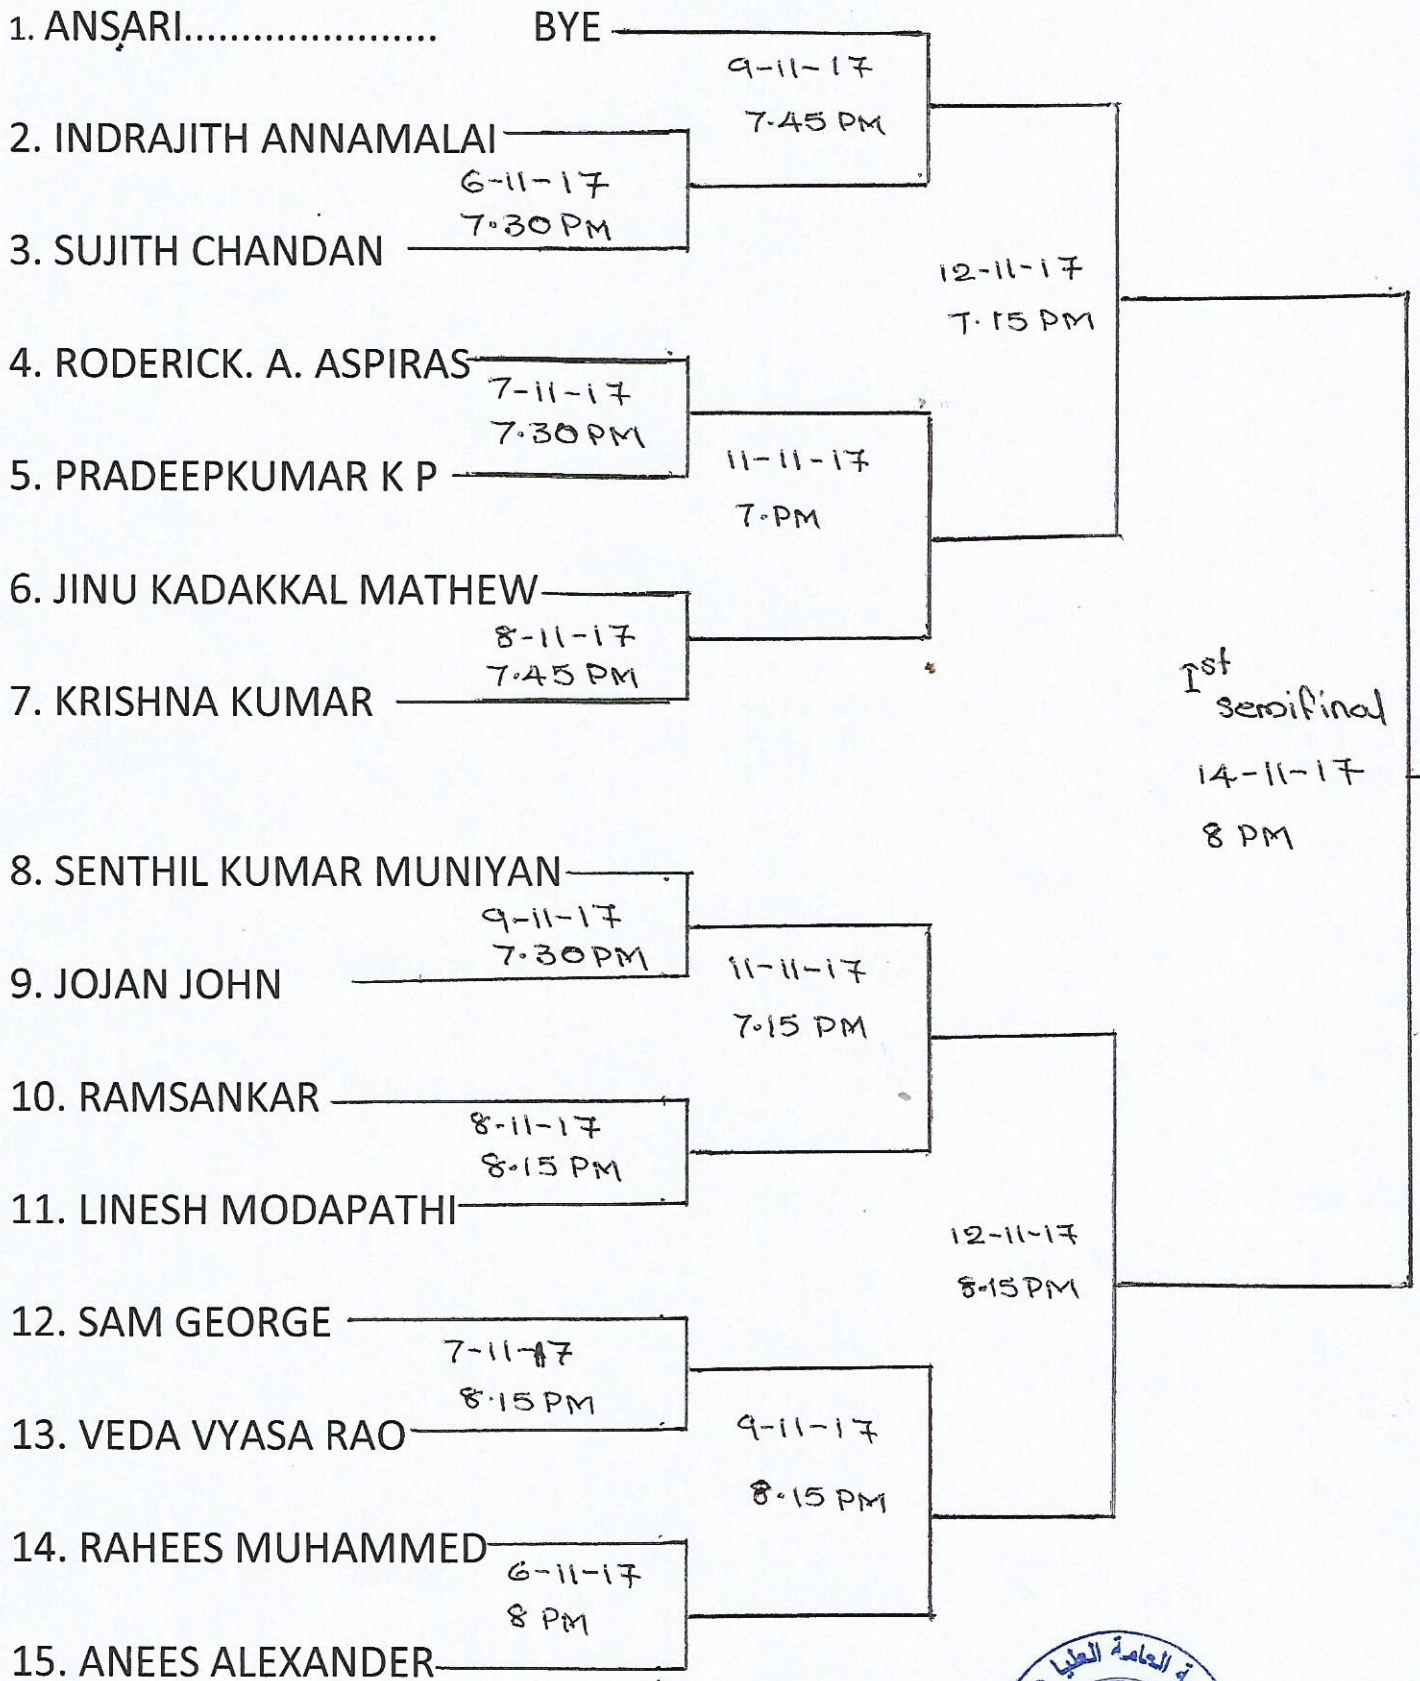 1. ANSARI...................... BYE
9-11-17
7.45 PM
2. INDRAJITH ANNAMALAI
6-11-17
7.30 PM
3. SUJITH CHANDAN
12-11-17
7.15 PM
4. RODERICK. A. ASPIRAS
7-11-17
7.30 PM
5. PRADEEPKUMAR K P
11-11-17
7.PM
6. JINU KADAKKAL MATHEW
8-11-17
7.45 PM
7. KRISHNA KUMAR
Ist
semifinal
14-11-17
8 PM
8. SENTHIL KUMAR MUNIYAN
9-11-17
7.30 PM
9. JOJAN JOHN
11-11-17
7.15 PM
10. RAMSANKAR
8-11-17
8.15 PM
11. LINESH MODAPATHI
12-11-17
8.15 PM
12. SAM GEORGE
7-11-17
8.15 PM
13. VEDA VYASA RAO
9-11-17
8.15 PM
14. RAHEES MUHAMMED
6-11-17
8 PM
15. ANEES ALEXANDER
العامة العليا